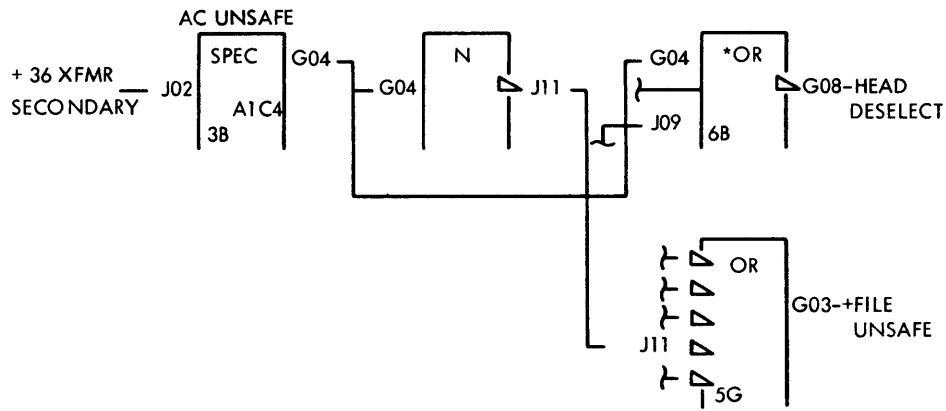 AC UNSAFE
+ 36 XFMR
SECONDARY
J02
SPEC
A1C4
3B
G04
G04
N
J11
G04
J09
*OR
6B
G08-HEAD
DESELECT
J11
OR
5G
G03-+FILE
UNSAFE